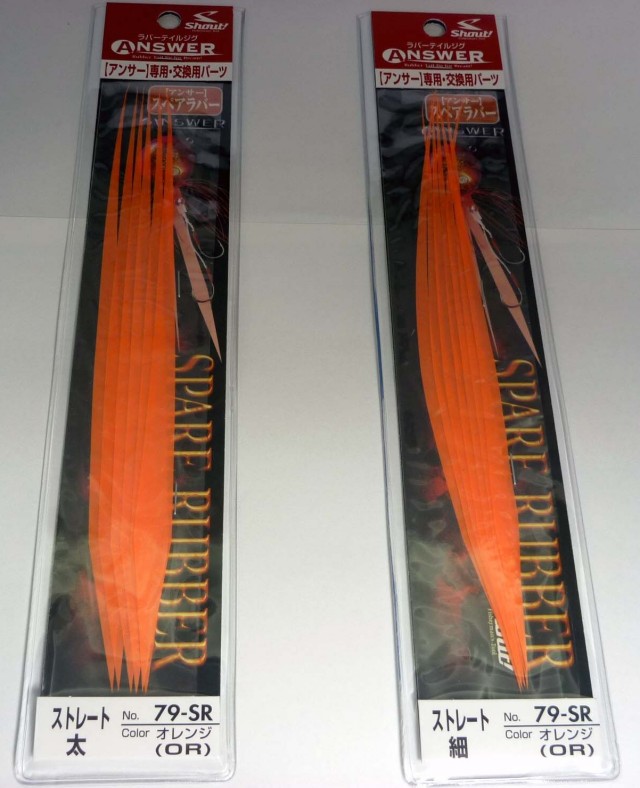 Shout!
ラバーテイルジグ
ANSWER
【アンサー】専用・交換用パーツ
【アンサー】
スペアラバー
ANSWER
SPARE RUBBER
ストレート
太
No. 79-SR
Color オレンジ
(OR)
Shout!
ラバーテイルジグ
ANSWER
【アンサー】専用・交換用パーツ
【アンサー】
スペアラバー
ANSWER
SPARE RUBBER
ストレート
細
No. 79-SR
Color オレンジ
(OR)